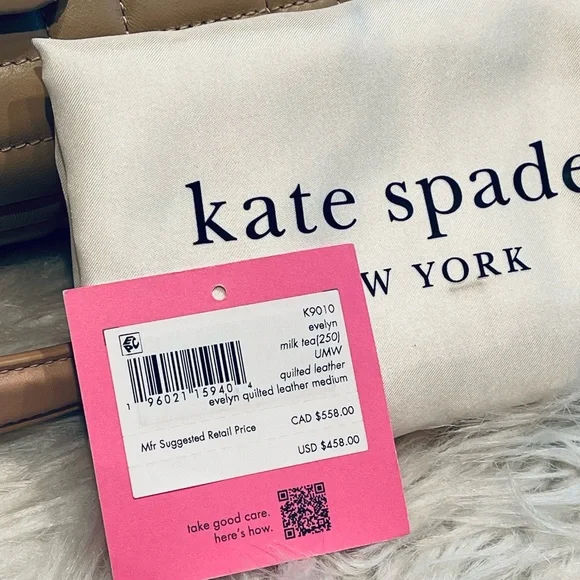 kate spade
W YORK
K9010
evelyn
milk tea(250)
UMW
quilted leather
evelyn quilted leather medium
1 96021 15940 4
Mfr Suggested Retail Price
CAD $558.00
USD $458.00
take good care.
here's how.